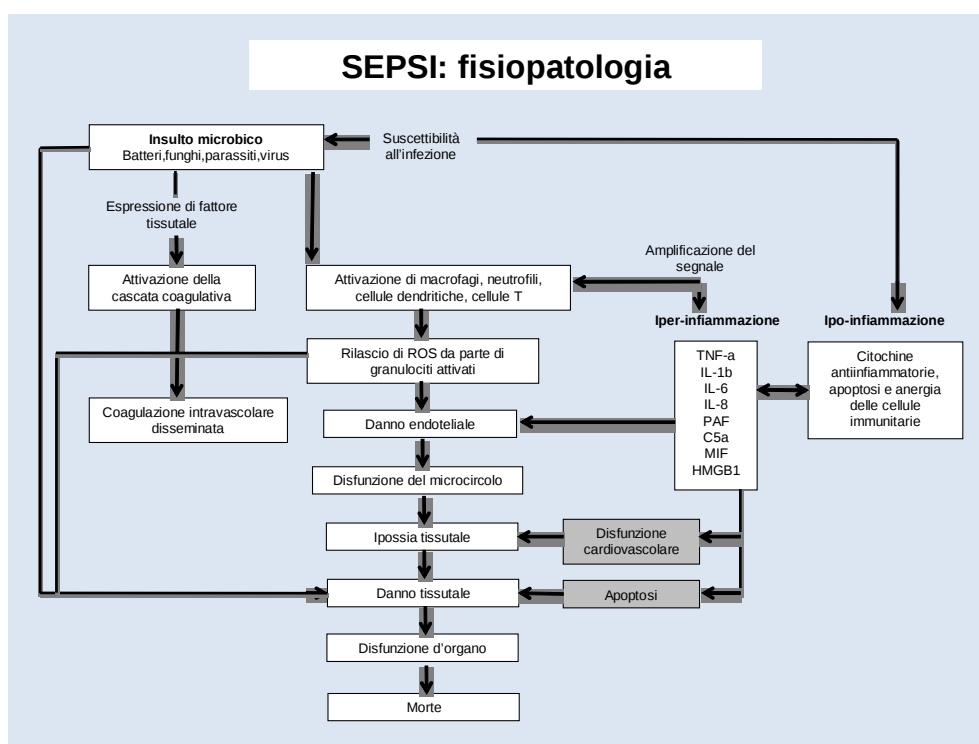 SEPSI: fisiopatologia
Insulto microbico
Batteri,funghi,parassiti,virus
Suscettibilità
all'infezione
Espressione di fattore
tissutale
Amplificazione del
segnale
Attivazione della
cascata coagulativa
Attivazione di macrofagi, neutrofili,
cellule dendritiche, cellule T
Iper-infiammazione
Ipo-infiammazione
Rilascio di ROS da parte di
granulociti attivati
TNF-a
IL-1b
IL-6
IL-8
PAF
C5a
MIF
HMGB1
Citochine
antiinfiammatorie,
apoptosi e anergia
delle cellule
immunitarie
Coagulazione intravascolare
disseminata
Danno endoteliale
Disfunzione del microcircolo
Ipossia tissutale
Disfunzione
cardiovascolare
Danno tissutale
Apoptosi
Disfunzione d'organo
Morte